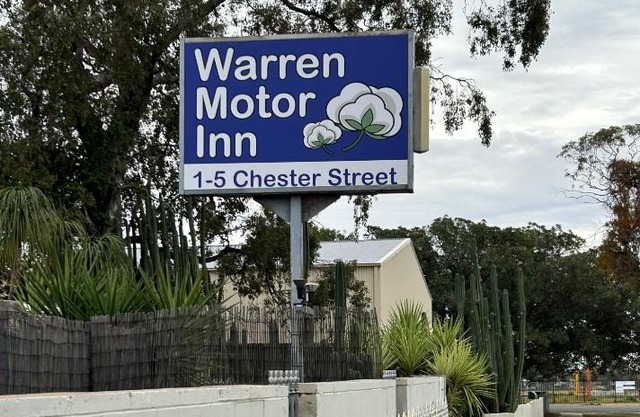 Warren
Motor
Inn
1-5 Chester Street